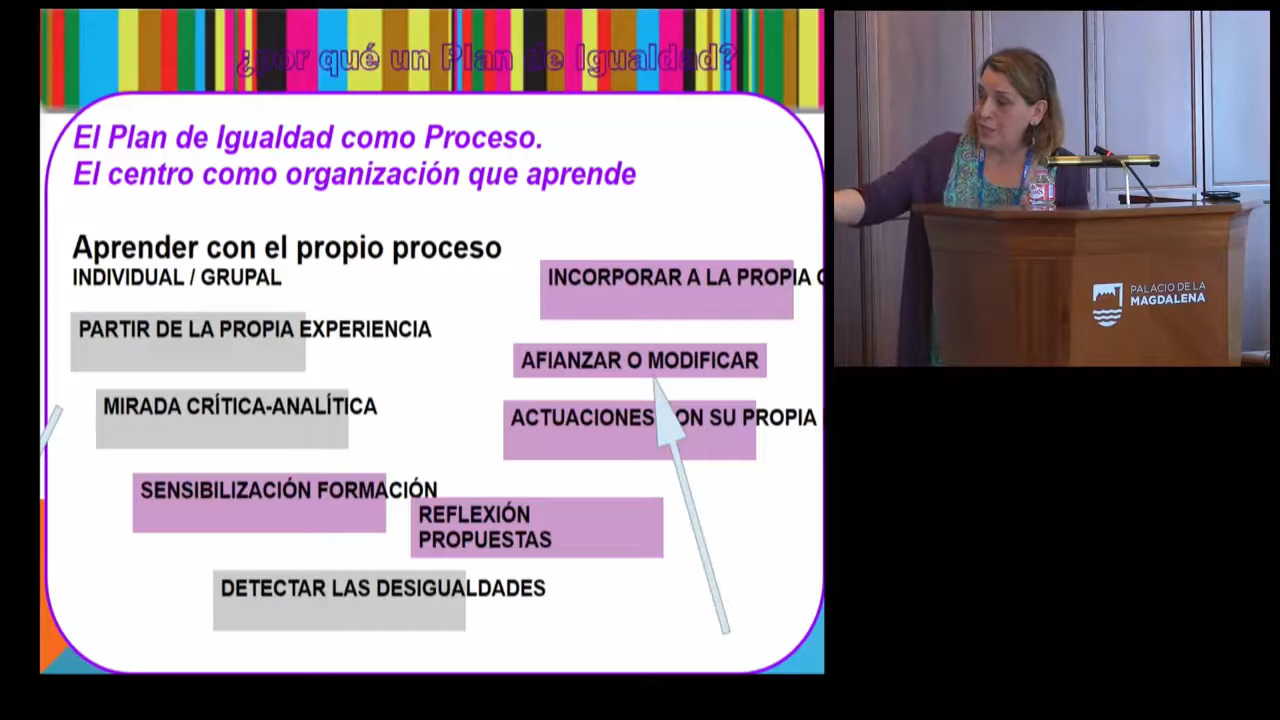 ¿por qué un Plan de Igualdad?
El Plan de Igualdad como Proceso.
El centro como organización que aprende
Aprender con el propio proceso
INDIVIDUAL / GRUPAL
PARTIR DE LA PROPIA EXPERIENCIA
MIRADA CRÍTICA-ANALÍTICA
SENSIBILIZACIÓN FORMACIÓN
REFLEXIÓN
PROPUESTAS
DETECTAR LAS DESIGUALDADES
INCORPORAR A LA PROPIA
AFIANZAR O MODIFICAR
ACTUACIONES CON SU PROPIA
PALACIO DE LA
MAGDALENA